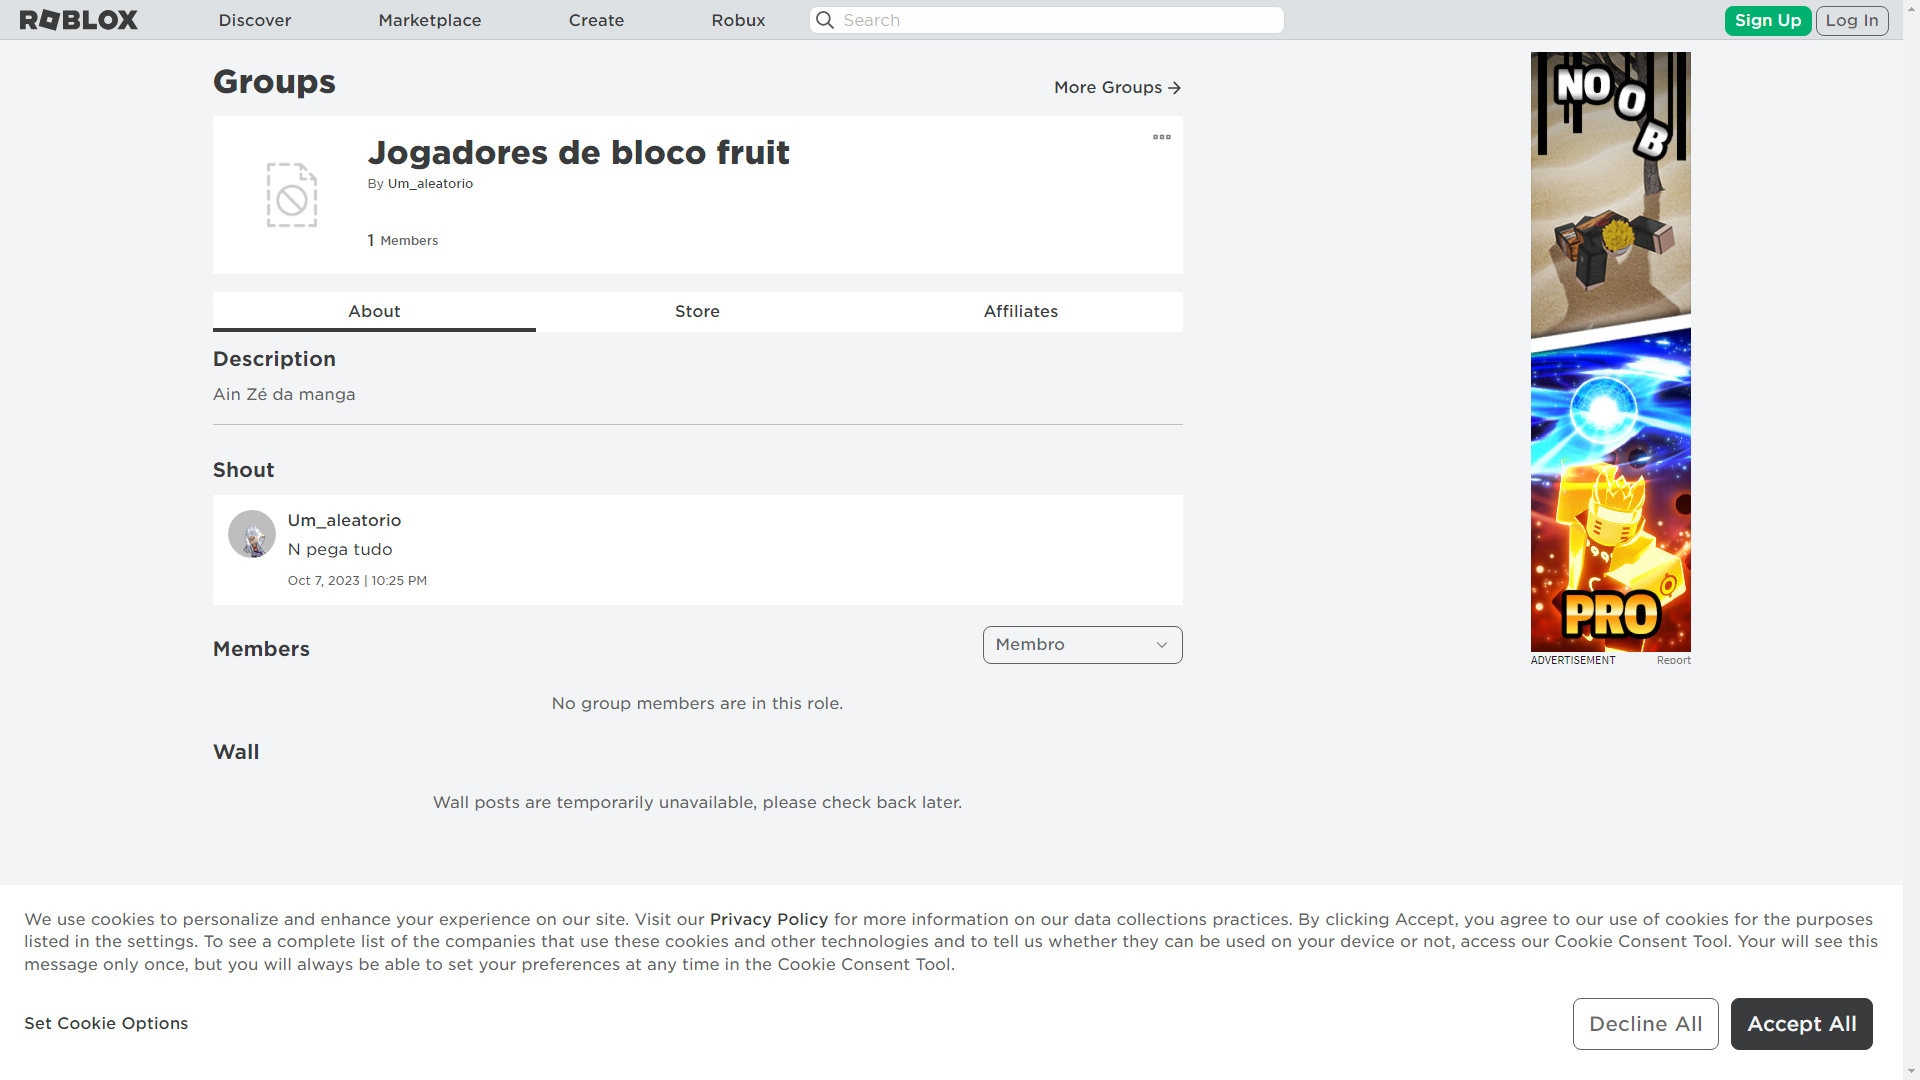 ROBLOX
Discover
Marketplace
Create
Robux
Search
Sign Up
Log In
Groups
More Groups
Jogadores de bloco fruit
By Um_aleatorio
1 Members
About
Store
Affiliates
Description
Ain Zé da manga
Shout
Um_aleatorio
N pega tudo
Oct 7, 2023 | 10:25 PM
Members
Membro
No group members are in this role.
Wall
Wall posts are temporarily unavailable, please check back later.
NOOB
PRO
ADVERTISEMENT
Report
We use cookies to personalize and enhance your experience on our site. Visit our Privacy Policy for more information on our data collections practices. By clicking Accept, you agree to our use of cookies for the purposes
listed in the settings. To see a complete list of the companies that use these cookies and other technologies and to tell us whether they can be used on your device or not, access our Cookie Consent Tool. Your will see this
message only once, but you will always be able to set your preferences at any time in the Cookie Consent Tool.
Set Cookie Options
Decline All
Accept All